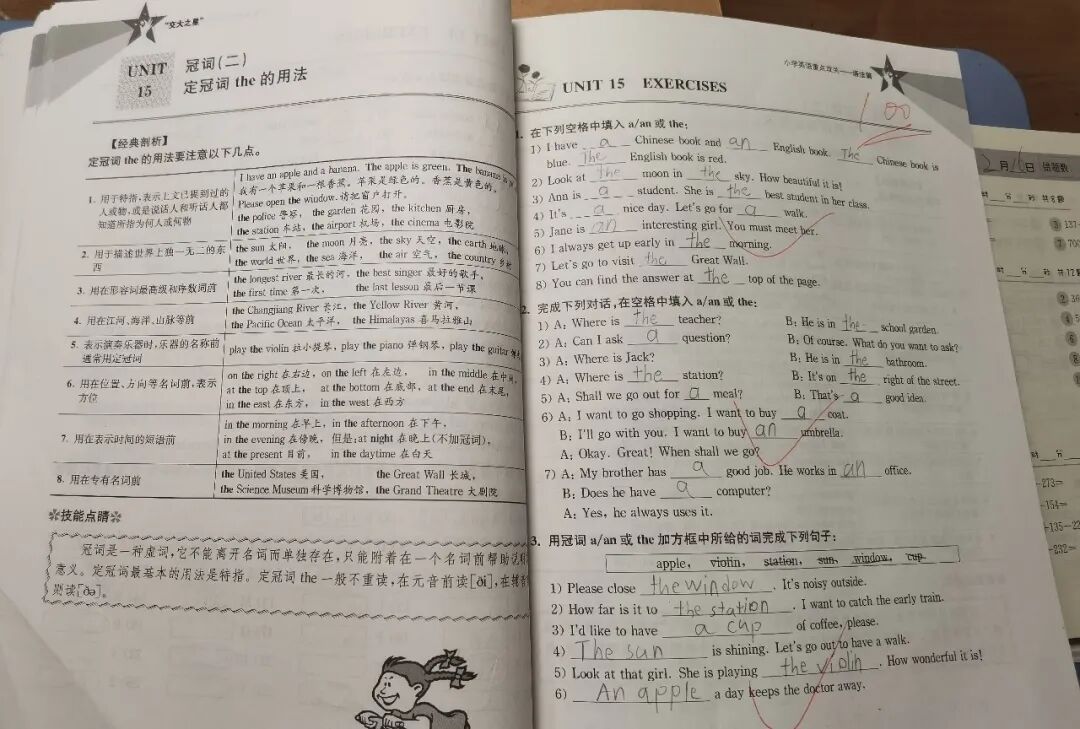 "交大之星"
UNIT
15
冠词(二)
定冠词 the 的用法
【经典剖析】
定冠词 the 的用法要注意以下几点。
1. 用于特指,表示上文已提到过的人或物,或是说话人和听话人都知道所指为何人或何物
I have an apple and a banana. The apple is green. The banana is
我有一个苹果和一根香蕉。苹果是绿色的。香蕉是黄色的。
Please open the window. 请把窗户打开。
the police 警察, the garden 花园, the kitchen 厨房,
the station 车站, the airport 机场, the cinema 电影院
2. 用于描述世界上独一无二的东西
the sun 太阳, the moon 月亮, the sky 天空, the earth 地球,
the world 世界, the sea 海洋, the air 空气, the country 乡村
3. 用在形容词最高级和序数词前
the longest river 最长的河, the best singer 最好的歌手,
the first time 第一次, the last lesson 最后一节课
4. 用在江河、海洋、山脉等前
the Changjiang River 长江, the Yellow River 黄河,
the Pacific Ocean 太平洋, the Himalayas 喜马拉雅山
5. 表示演奏乐器时,乐器的名称前通常用定冠词
play the violin 拉小提琴, play the piano 弹钢琴, play the guitar
6. 用在位置、方向等名词前,表示方位
on the right 在右边, on the left 在左边, in the middle 在中间,
at the top 在顶上, at the bottom 在底部, at the end 在末尾,
in the east 在东方, in the west 在西方
7. 用在表示时间的短语前
in the morning 在早上, in the afternoon 在下午,
in the evening 在傍晚, 但是: at night 在晚上(不加冠词),
at the present 目前, in the daytime 在白天
8. 用在专有名词前
the United States 美国, the Great Wall 长城,
the Science Museum 科学博物馆, the Grand Theatre 大剧院
技能点睛
冠词是一种虚词,它不能离开名词而单独存在,只能附着在一个名词前帮助说明
意义。定冠词最基本的用法是特指。定冠词 the 一般不重读,在元音前读[ði],在辅音
则读[ðə]。
小学英语重点攻关——语法篇
UNIT 15 EXERCISES
100
1. 在下列空格中填入 a/an 或 the:
1) I have a Chinese book and an English book. The Chinese book is
blue. The English book is red.
2) Look at the moon in the sky. How beautiful it is!
3) Ann is a student. She is the best student in her class.
4) It's a nice day. Let's go for a walk.
5) Jane is an interesting girl. You must meet her.
6) I always get up early in the morning.
7) Let's go to visit the Great Wall.
8) You can find the answer at the top of the page.
2. 完成下列对话,在空格中填入 a/an 或 the:
1) A: Where is the teacher? B: He is in the school garden.
2) A: Can I ask a question? B: Of course. What do you want to ask?
3) A: Where is Jack? B: He is in the bathroom.
4) A: Where is the station? B: It's on the right of the street.
5) A: Shall we go out for a meal? B: That's a good idea.
6) A: I want to go shopping. I want to buy a coat.
B: I'll go with you. I want to buy an umbrella.
A: Okay. Great! When shall we go?
7) A: My brother has a good job. He works in an office.
B: Does he have a computer?
A: Yes, he always uses it.
3. 用冠词 a/an 或 the 加方框中所给的词完成下列句子:
apple, violin, station, sun, window, cup
1) Please close the window. It's noisy outside.
2) How far is it to the station. I want to catch the early train.
3) I'd like to have a cup of coffee, please.
4) The sun is shining. Let's go out to have a walk.
5) Look at that girl. She is playing the violin. How wonderful it is!
6) An apple a day keeps the doctor away.
2月16日 给题数
时 分 秒 共8题
③ 137-
时 分 秒 共12
-273=
-154=
-135-22
-232=